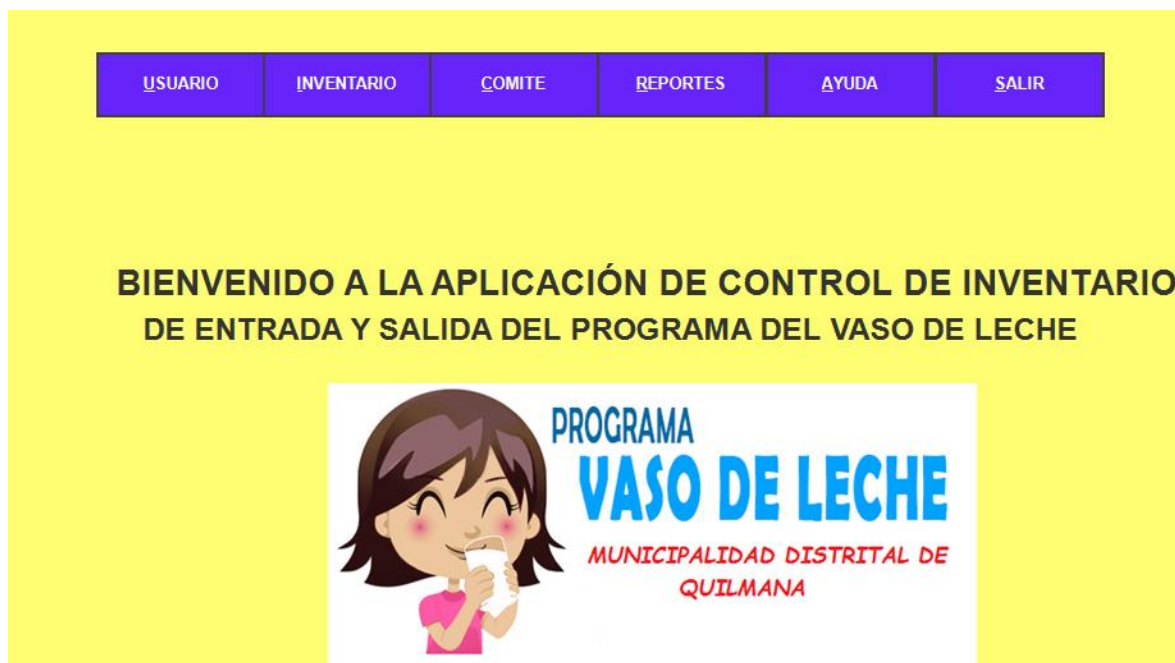 USUARIO INVENTARIO COMITE REPORTES AYUDA SALIR
BIENVENIDO A LA APLICACIÓN DE CONTROL DE INVENTARIO
DE ENTRADA Y SALIDA DEL PROGRAMA DEL VASO DE LECHE
PROGRAMA
VASO DE LECHE
MUNICIPALIDAD DISTRITAL DE
QUILMANA